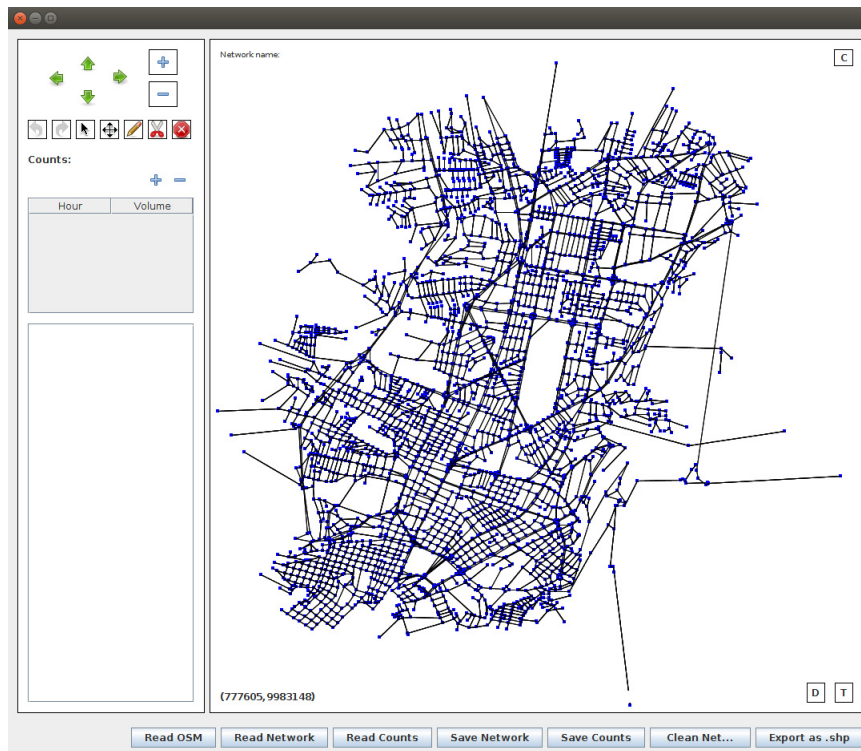 Network name:
C
Counts:
Hour Volume
(777605,9983148)
D T
Read OSM Read Network Read Counts Save Network Save Counts Clean Net... Export as .shp